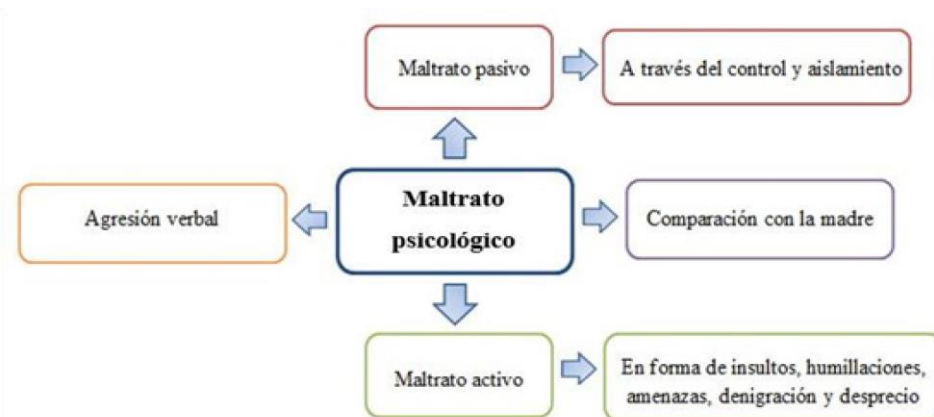 Maltrato pasivo
A través del control y aislamiento
Agresión verbal
Maltrato
psicológico
Comparación con la madre
Maltrato activo
En forma de insultos, humillaciones,
amenazas, denigración y desprecio